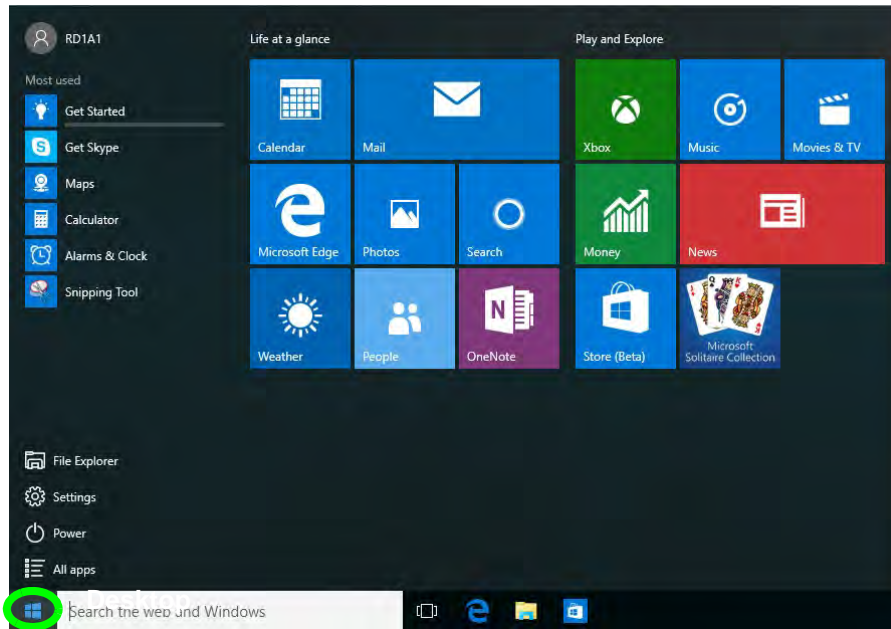 RD1A1
Life at a glance
Play and Explore
Most used
Get Started
Get Skype
Maps
Calculator
Alarms & Clock
Snipping Tool
Calendar
Mail
Xbox
Music
Movies & TV
Microsoft Edge
Photos
Search
Money
News
Weather
People
OneNote
Store (Beta)
Microsoft
Solitaire Collection
File Explorer
Settings
Power
All apps
Desktop
Search the web and Windows